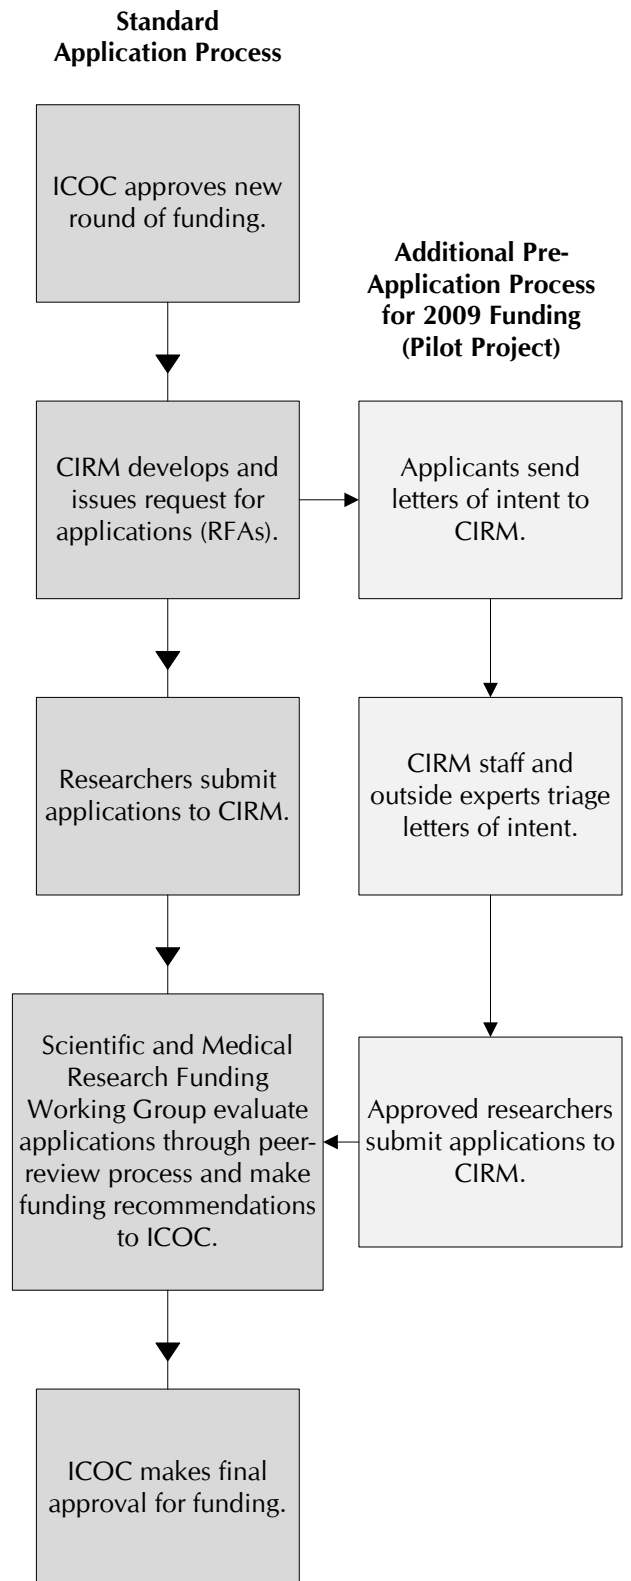 Standard
Application Process
ICOC approves new
round of funding.
Additional Pre-
Application Process
for 2009 Funding
(Pilot Project)
CIRM develops and
issues request for
applications (RFAs).
Applicants send
letters of intent to
CIRM.
Researchers submit
applications to CIRM.
CIRM staff and
outside experts triage
letters of intent.
Scientific and Medical
Research Funding
Working Group evaluate
applications through peer-
review process and make
funding recommendations
to ICOC.
Approved researchers
submit applications to
CIRM.
ICOC makes final
approval for funding.